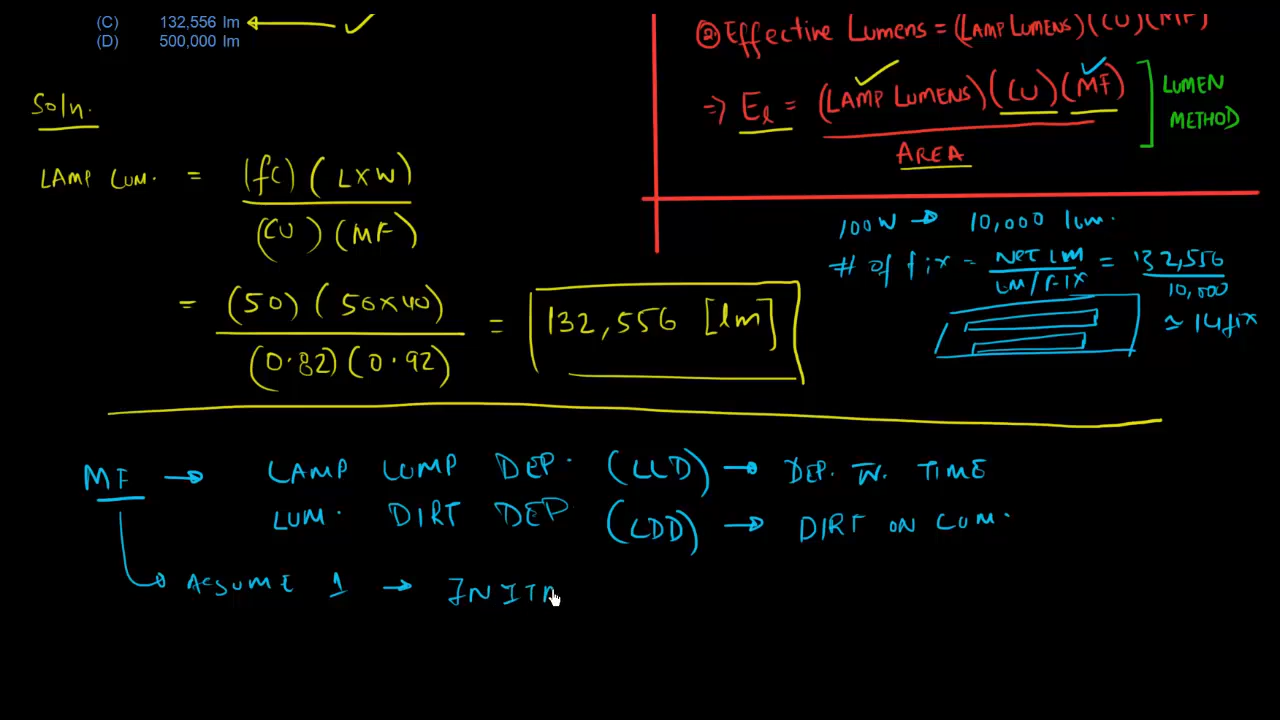 (C) 132,556 lm
(D) 500,000 lm
Soln.
LAMP LUM. = (fc) (LXW)
(CU) (MF)
= (50) (50x40)
(0.82) (0.92)
= 132,556 [lm]
② Effective Lumens = (LAMP LUMENS) (CU) (MF)
=> El = (LAMP LUMENS) (CU) (MF)
AREA
LUMEN
METHOD
100W → 10,000 lum.
# of fix = NET LM = 132,556
LM/FIX 10,000
≈ 14 fix
MF → LAMP LUMP DEP. (LLD) → DEP. W. TIME
LUM. DIRT DEP (LDD) → DIRT ON LUM.
ASSUME 1 → INITA